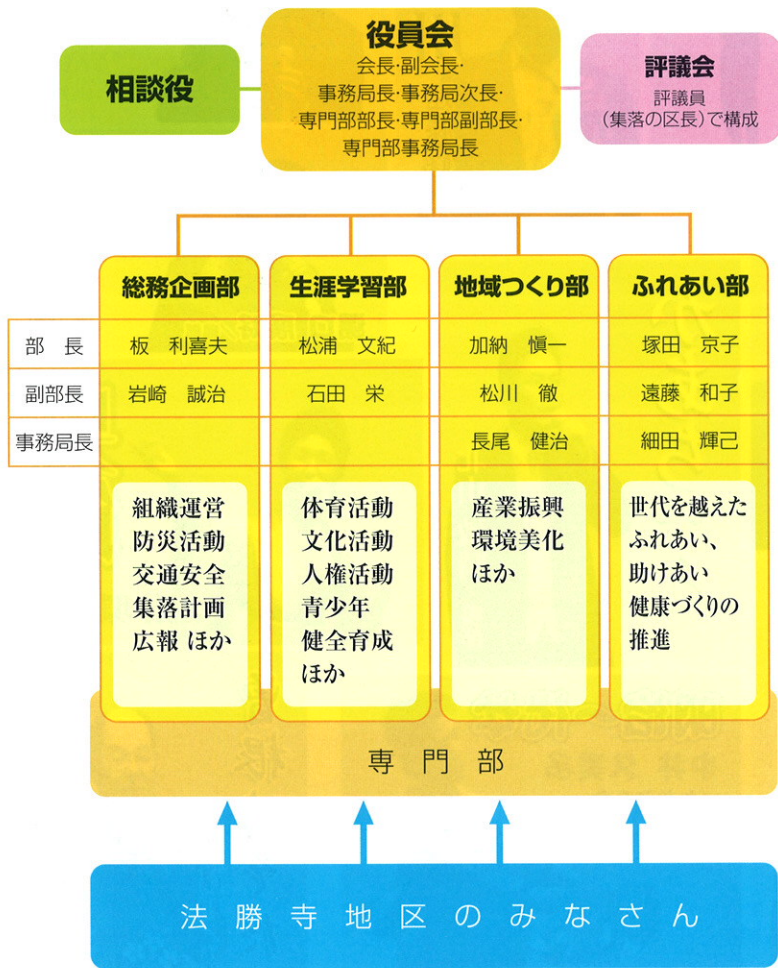 役員会
会長・副会長・
事務局長・事務局次長・
専門部部長・専門部副部長・
専門部事務局長
相談役
評議会
評議員
(集落の区長)で構成
総務企画部
生涯学習部
地域つくり部
ふれあい部
部 長
板 利喜夫
松浦 文紀
加納 愼一
塚田 京子
副部長
岩崎 誠治
石田 栄
松川 徹
遠藤 和子
事務局長
長尾 健治
細田 輝己
組織運営
防災活動
交通安全
集落計画
広報 ほか
体育活動
文化活動
人権活動
青少年
健全育成
ほか
産業振興
環境美化
ほか
世代を越えた
ふれあい、
助けあい
健康づくりの
推進
専門部
法勝寺地区のみなさん